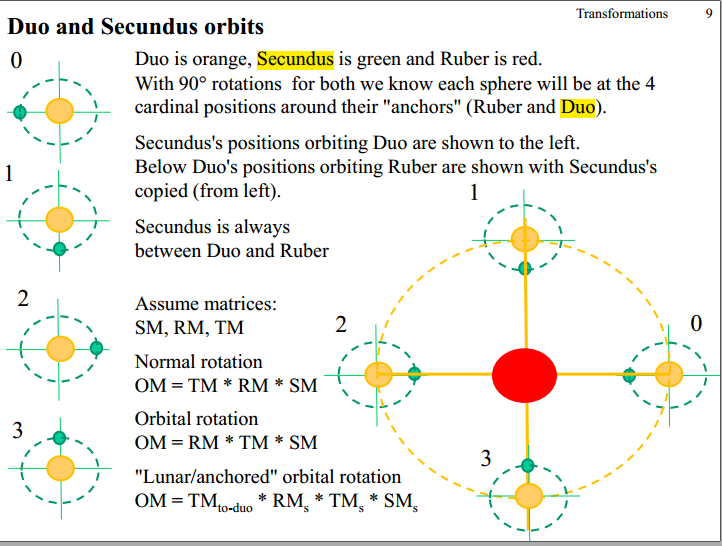 Transformations 9
Duo and Secundus orbits
0
Duo is orange, Secundus is green and Ruber is red.
With 90° rotations for both we know each sphere will be at the 4
cardinal positions around their "anchors" (Ruber and Duo).
Secundus's positions orbiting Duo are shown to the left.
1
Below Duo's positions orbiting Ruber are shown with Secundus's
copied (from left).
1
Secundus is always
between Duo and Ruber
2
Assume matrices:
SM, RM, TM
2
0
Normal rotation
OM = TM * RM * SM
Orbital rotation
3
OM = RM * TM * SM
3
"Lunar/anchored" orbital rotation
OM = TMto-duo * RMs * TMs * SMs